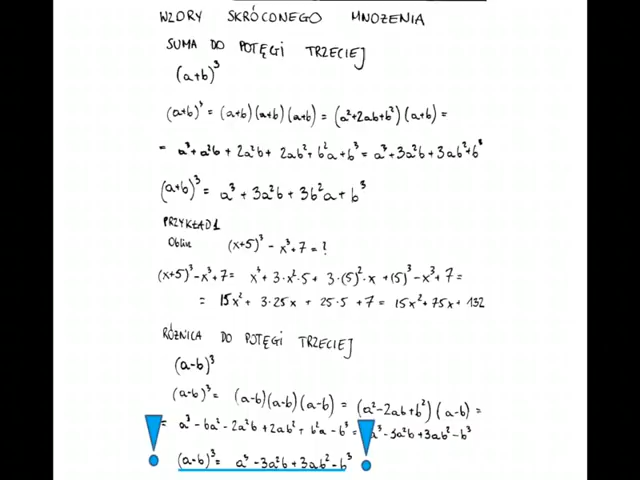 WZORY SKRÓCONEGO MNOŻENIA
SUMA DO POTĘGI TRZECIEJ
(a+b)³
(a+b)³ = (a+b)(a+b)(a+b) = (a²+2ab+b²)(a+b) =
= a³+a²b + 2a²b + 2ab² + b²a + b³ = a³+3a²b+3ab²+b³
(a+b)³ = a³ + 3a²b + 3b²a + b³
PRZYKŁAD 1
(x+5)³ - x³+7 = ?
(x+5)³ - x³+7 = x³ + 3·x²·5 + 3·(5)²·x + (5)³ - x³+7 =
= 15x² + 3·25x + 25·5 + 7 = 15x² + 75x + 132
RÓŻNICA DO POTĘGI TRZECIEJ
(a-b)³
(a-b)³ = (a-b)(a-b)(a-b) = (a²-2ab+b²)(a-b) =
= a³ - ba² - 2a²b + 2ab² + b²a - b³ = a³-3a²b+3ab²-b³
(a-b)³ = a³ - 3a²b + 3ab² - b³